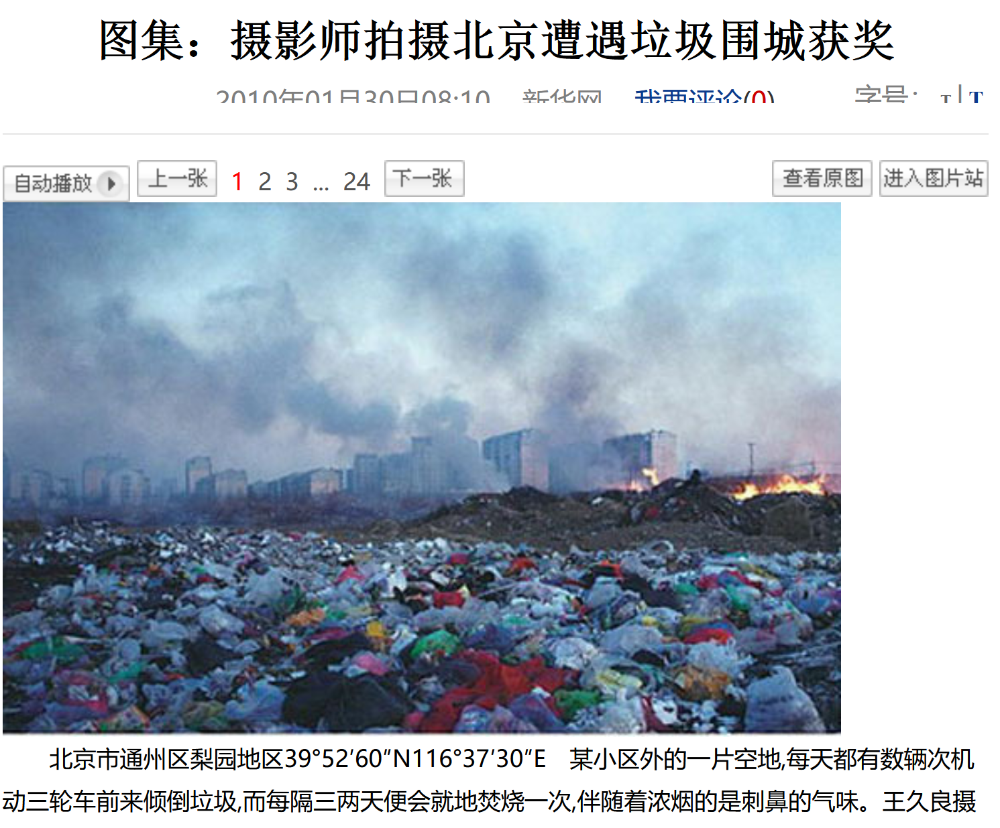 图集：摄影师拍摄北京遭遇垃圾围城获奖
2010年01月30日08:10 新华网 我要评论(0) 字号： T | T
自动播放 上一张 1 2 3 ... 24 下一张 查看原图 进入图片站
北京市通州区梨园地区39°52′60″N116°37′30″E 某小区外的一片空地,每天都有数辆次机
动三轮车前来倾倒垃圾,而每隔三两天便会就地焚烧一次,伴随着浓烟的是刺鼻的气味。王久良摄